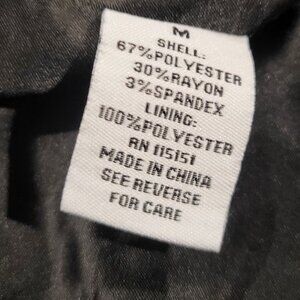 M
SHELL:
67%POLYESTER
30%RAYON
3%SPANDEX
LINING:
100%POLYESTER
RN 115151
MADE IN CHINA
SEE REVERSE
FOR CARE